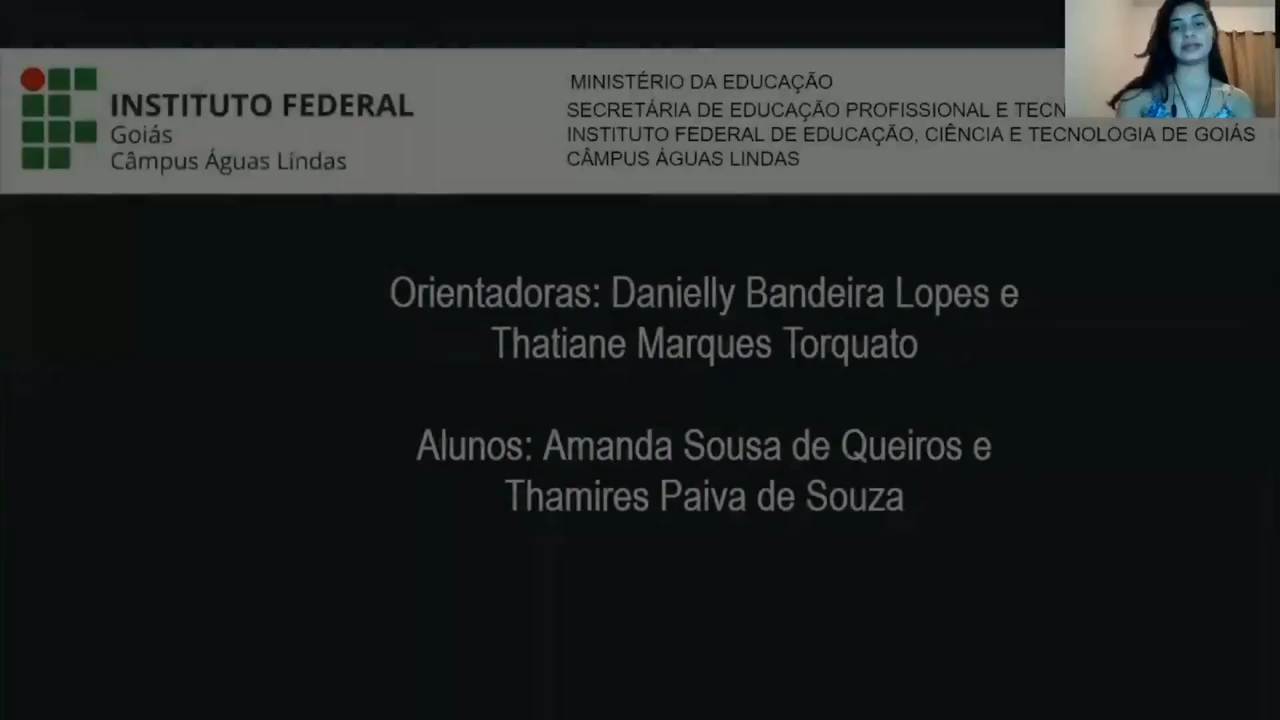 INSTITUTO FEDERAL
Goiás
Câmpus Águas Lindas
MINISTÉRIO DA EDUCAÇÃO
SECRETÁRIA DE EDUCAÇÃO PROFISSIONAL E TECN
INSTITUTO FEDERAL DE EDUCAÇÃO, CIÊNCIA E TECNOLOGIA DE GOIÁS
CÂMPUS ÁGUAS LINDAS
Orientadoras: Danielly Bandeira Lopes e
Thatiane Marques Torquato
Alunos: Amanda Sousa de Queiros e
Thamires Paiva de Souza